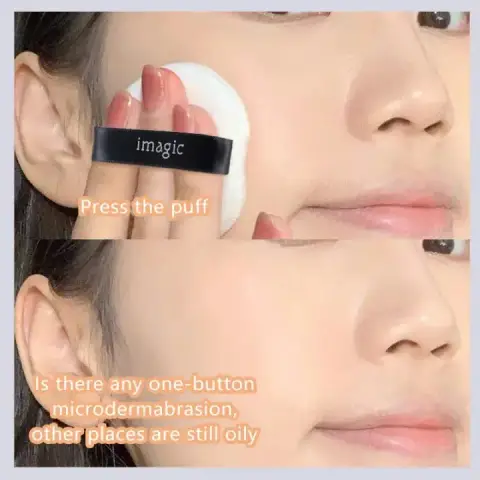 imagic
Press the puff
Is there any one-button
microdermabrasion,
other places are still oily